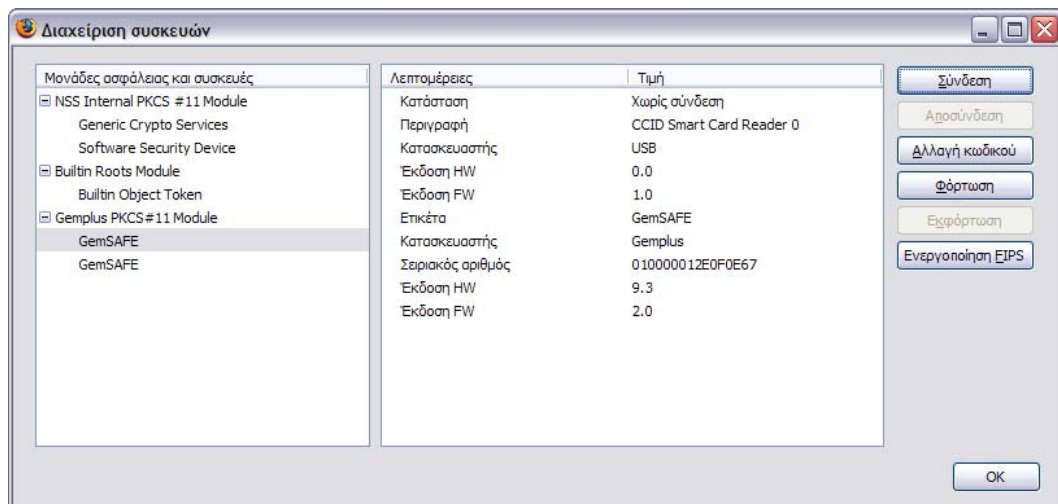 Διαχείριση συσκευών
Μονάδες ασφάλειας και συσκευές
NSS Internal PKCS #11 Module
Generic Crypto Services
Software Security Device
Builtin Roots Module
Builtin Object Token
Gemplus PKCS#11 Module
GemSAFE
GemSAFE
Λεπτομέρειες Τιμή
Κατάσταση Χωρίς σύνδεση
Περιγραφή CCID Smart Card Reader 0
Κατασκευαστής USB
Έκδοση HW 0.0
Έκδοση FW 1.0
Ετικέτα GemSAFE
Κατασκευαστής Gemplus
Σειριακός αριθμός 010000012E0F0E67
Έκδοση HW 9.3
Έκδοση FW 2.0
Σύνδεση
Αποσύνδεση
Αλλαγή κωδικού
Φόρτωση
Εκφόρτωση
Ενεργοποίηση FIPS
OK